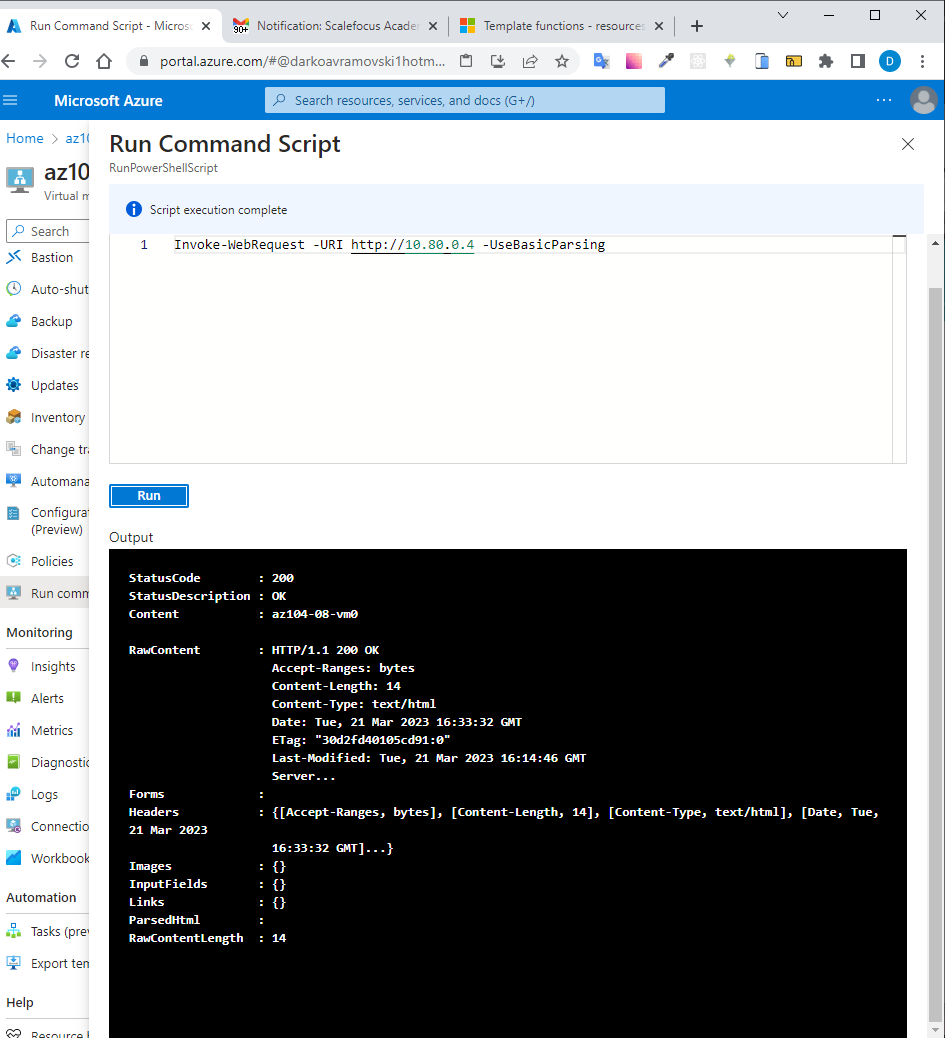 Run Command Script - Micros
Notification: Scalefocus Acader
Template functions - resources
90+
portal.azure.com/#@darkoavramovski1hotm...
D
Microsoft Azure
Search resources, services, and docs (G+/)
Home > az10
Run Command Script
az10
RunPowerShellScript
Virtual m
Script execution complete
Search
1 Invoke-WebRequest -URI http://10.80.0.4 -UseBasicParsing
Bastion
Auto-shut
Backup
Disaster re
Updates
Inventory
Change tra
Automana
Configurat
(Preview)
Policies
Run comm
Monitoring
Insights
Alerts
Metrics
Diagnostic
Logs
Connectio
Workbook
Automation
Tasks (prev
Export tem
Help
Resource h
Run
Output
StatusCode : 200
StatusDescription : OK
Content : az104-08-vm0
RawContent : HTTP/1.1 200 OK
Accept-Ranges: bytes
Content-Length: 14
Content-Type: text/html
Date: Tue, 21 Mar 2023 16:33:32 GMT
ETag: "30d2fd40105cd91:0"
Last-Modified: Tue, 21 Mar 2023 16:14:46 GMT
Server...
Forms :
Headers : {[Accept-Ranges, bytes], [Content-Length, 14], [Content-Type, text/html], [Date, Tue,
21 Mar 2023
16:33:32 GMT]...}
Images : {}
InputFields : {}
Links : {}
ParsedHtml :
RawContentLength : 14